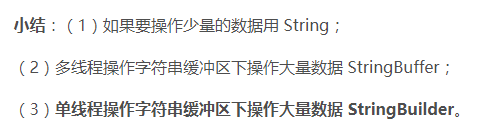 小结：（1）如果要操作少量的数据用 String；
（2）多线程操作字符串缓冲区下操作大量数据 StringBuffer；
（3）单线程操作字符串缓冲区下操作大量数据 StringBuilder。